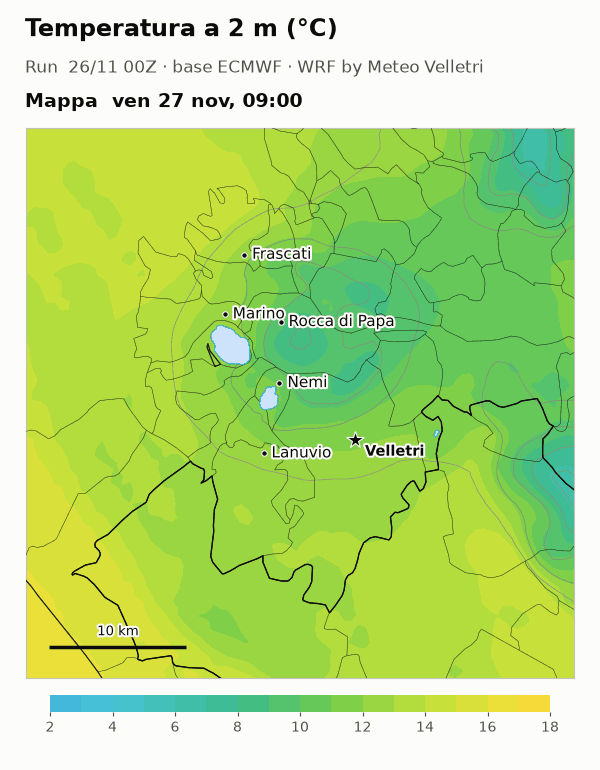 Temperatura a 2 m (°C)
Run  26/11 00Z · base ECMWF · WRF by Meteo Velletri
Mappa  ven 27 nov, 09:00
Frascati
Marino
Rocca di Papa
Nemi
Velletri
Lanuvio
10 km
2 4 6 8 10 12 14 16 18